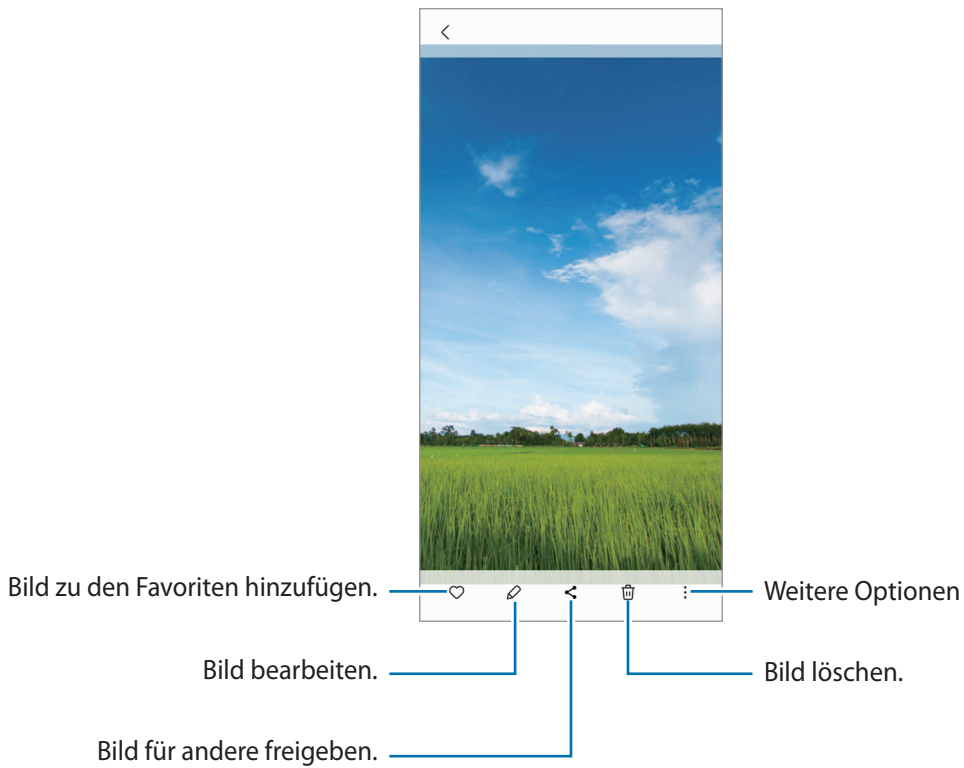 Bild zu den Favoriten hinzufügen.
Weitere Optionen
Bild bearbeiten.
Bild löschen.
Bild für andere freigeben.